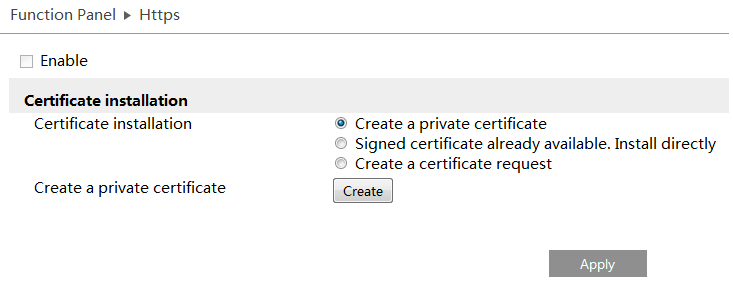 Function Panel ▶ Https
Enable
Certificate installation
Certificate installation
Create a private certificate
Signed certificate already available. Install directly
Create a certificate request
Create a private certificate
Create
Apply